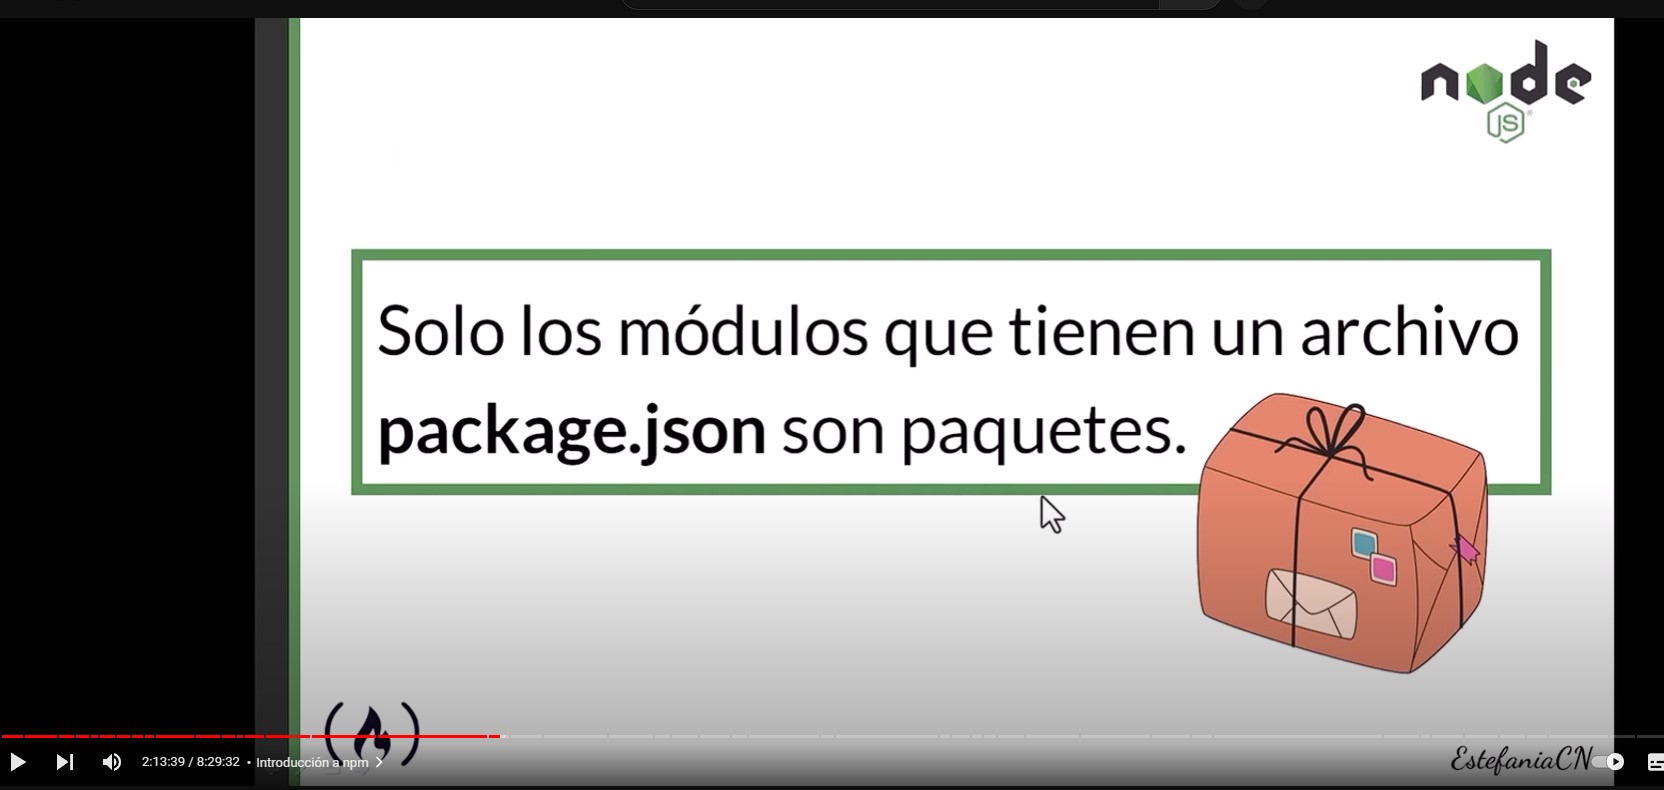 node
JS
Solo los módulos que tienen un archivo
package.json son paquetes.
2:13:39 / 8:29:32 • Introducción a npm
EstefaniaCN